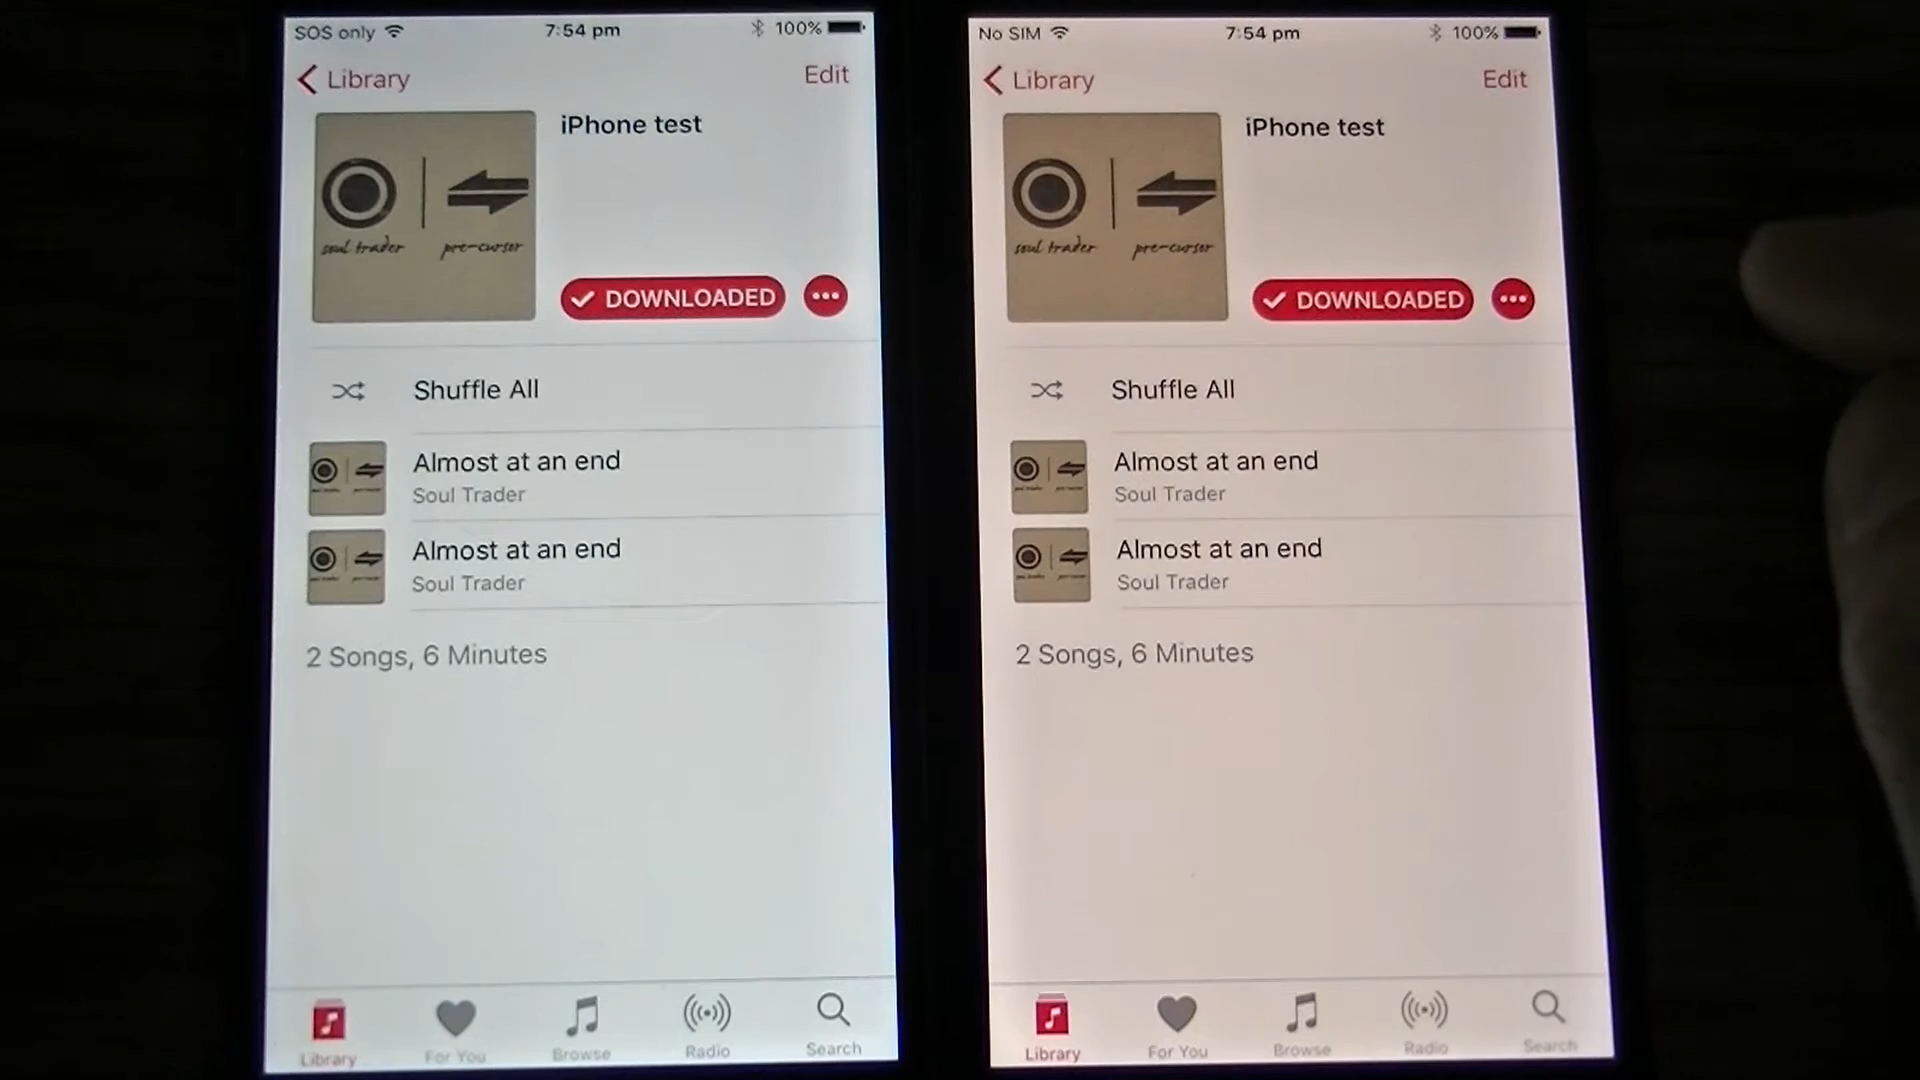 SOS only 7:54 pm 100%
Library Edit
iPhone test
soul trader pre-cursor
DOWNLOADED
Shuffle All
Almost at an end
Soul Trader
Almost at an end
Soul Trader
2 Songs, 6 Minutes
Library For You Browse Radio Search
No SIM 7:54 pm 100%
Library Edit
iPhone test
soul trader pre-cursor
DOWNLOADED
Shuffle All
Almost at an end
Soul Trader
Almost at an end
Soul Trader
2 Songs, 6 Minutes
Library For You Browse Radio Search